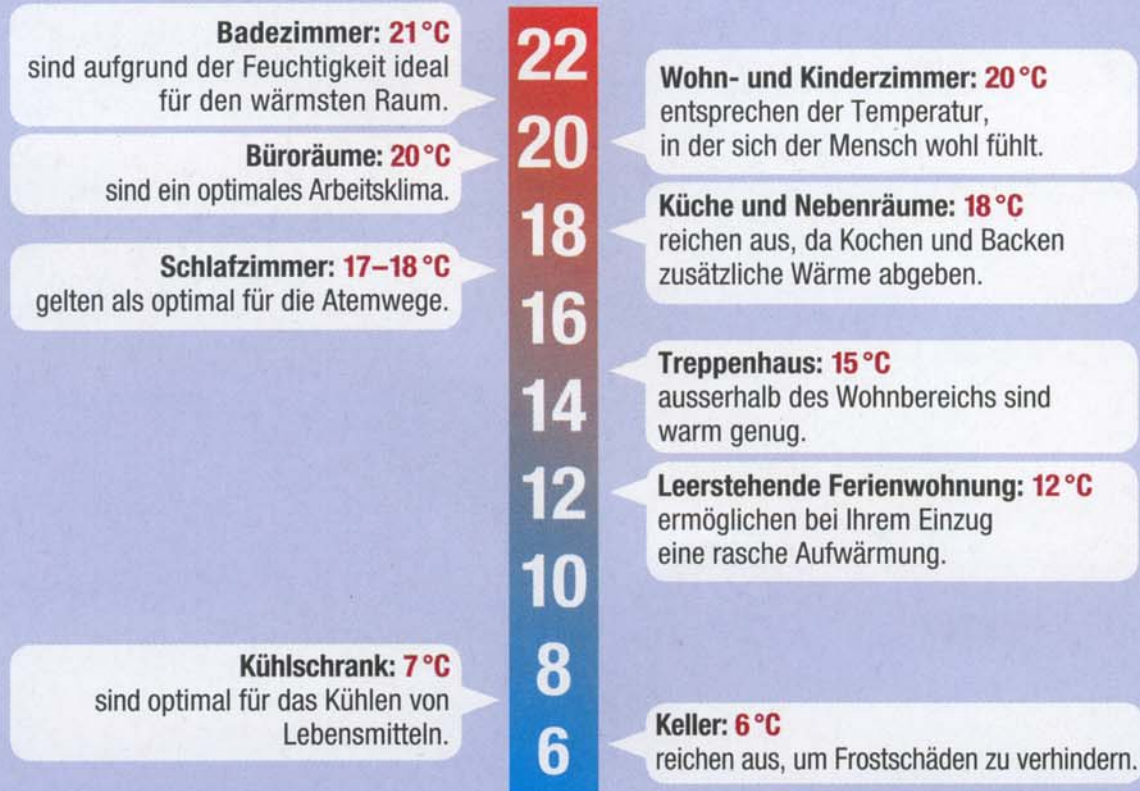 Badezimmer: 21 °C
sind aufgrund der Feuchtigkeit ideal
für den wärmsten Raum.
Büroräume: 20 °C
sind ein optimales Arbeitsklima.
Schlafzimmer: 17–18 °C
gelten als optimal für die Atemwege.
Kühlschrank: 7 °C
sind optimal für das Kühlen von
Lebensmitteln.
22
20
18
16
14
12
10
8
6
Wohn- und Kinderzimmer: 20 °C
entsprechen der Temperatur,
in der sich der Mensch wohl fühlt.
Küche und Nebenräume: 18 °C
reichen aus, da Kochen und Backen
zusätzliche Wärme abgeben.
Treppenhaus: 15 °C
ausserhalb des Wohnbereichs sind
warm genug.
Leerstehende Ferienwohnung: 12 °C
ermöglichen bei Ihrem Einzug
eine rasche Aufwärmung.
Keller: 6 °C
reichen aus, um Frostschäden zu verhindern.